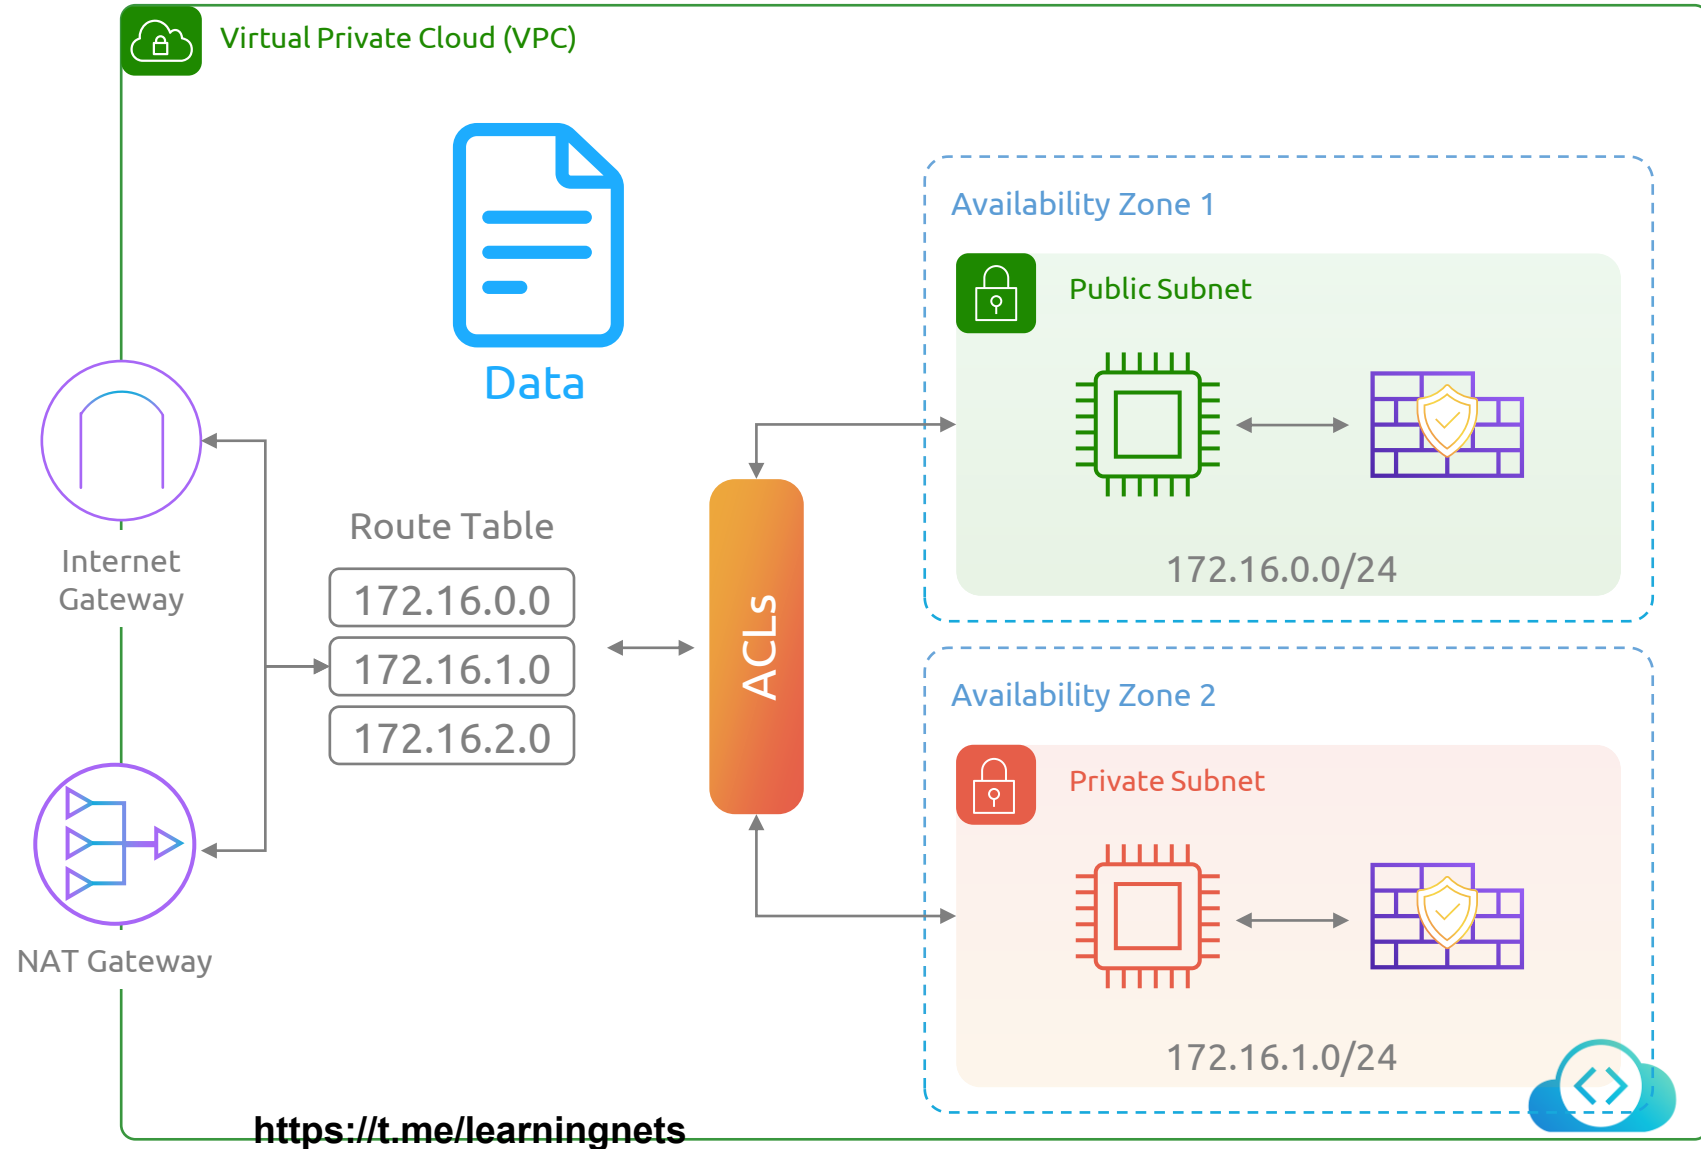 Virtual Private Cloud (VPC)
Data
Internet
Gateway
NAT Gateway
Route Table
172.16.0.0
172.16.1.0
172.16.2.0
ACLs
Availability Zone 1
Public Subnet
172.16.0.0/24
Availability Zone 2
Private Subnet
172.16.1.0/24
https://t.me/learningnets